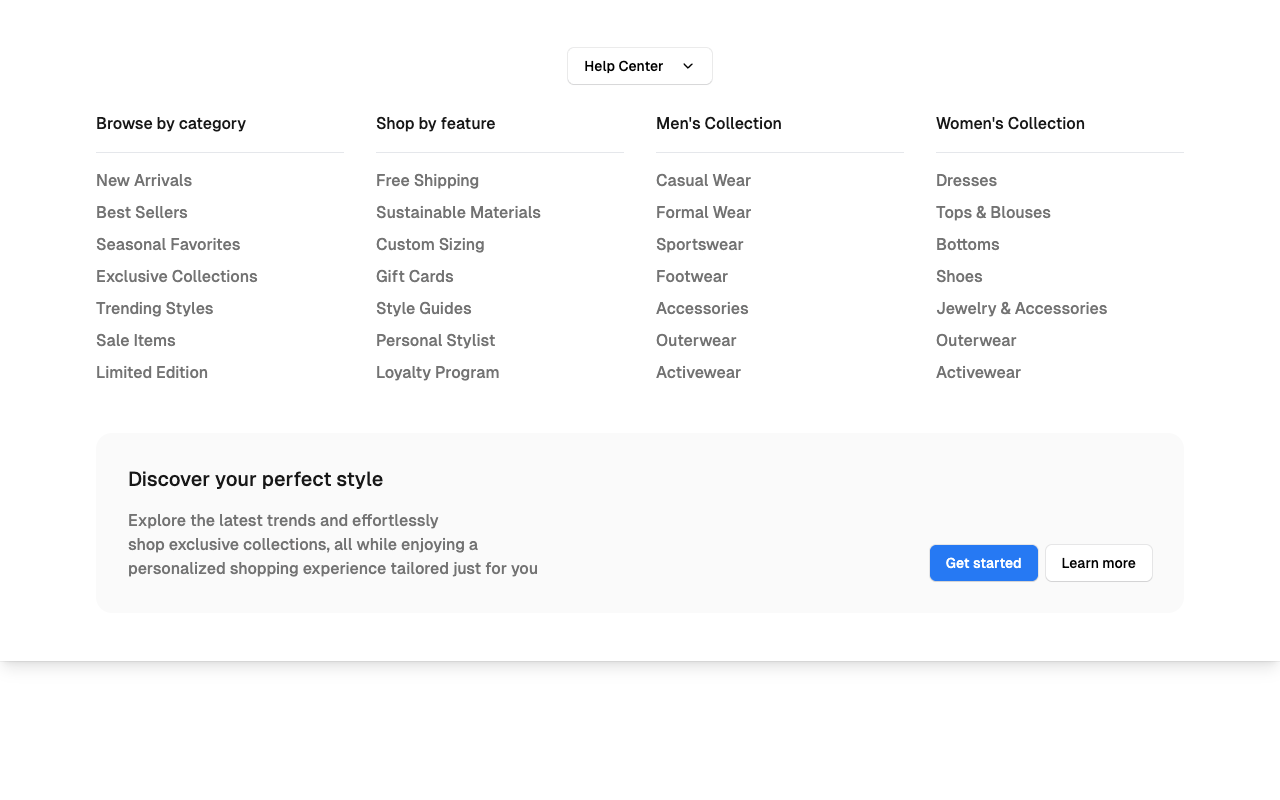 Help Center
Browse by category
New Arrivals
Best Sellers
Seasonal Favorites
Exclusive Collections
Trending Styles
Sale Items
Limited Edition
Shop by feature
Free Shipping
Sustainable Materials
Custom Sizing
Gift Cards
Style Guides
Personal Stylist
Loyalty Program
Men's Collection
Casual Wear
Formal Wear
Sportswear
Footwear
Accessories
Outerwear
Activewear
Women's Collection
Dresses
Tops & Blouses
Bottoms
Shoes
Jewelry & Accessories
Outerwear
Activewear
Discover your perfect style
Explore the latest trends and effortlessly
shop exclusive collections, all while enjoying a
personalized shopping experience tailored just for you
Get started
Learn more